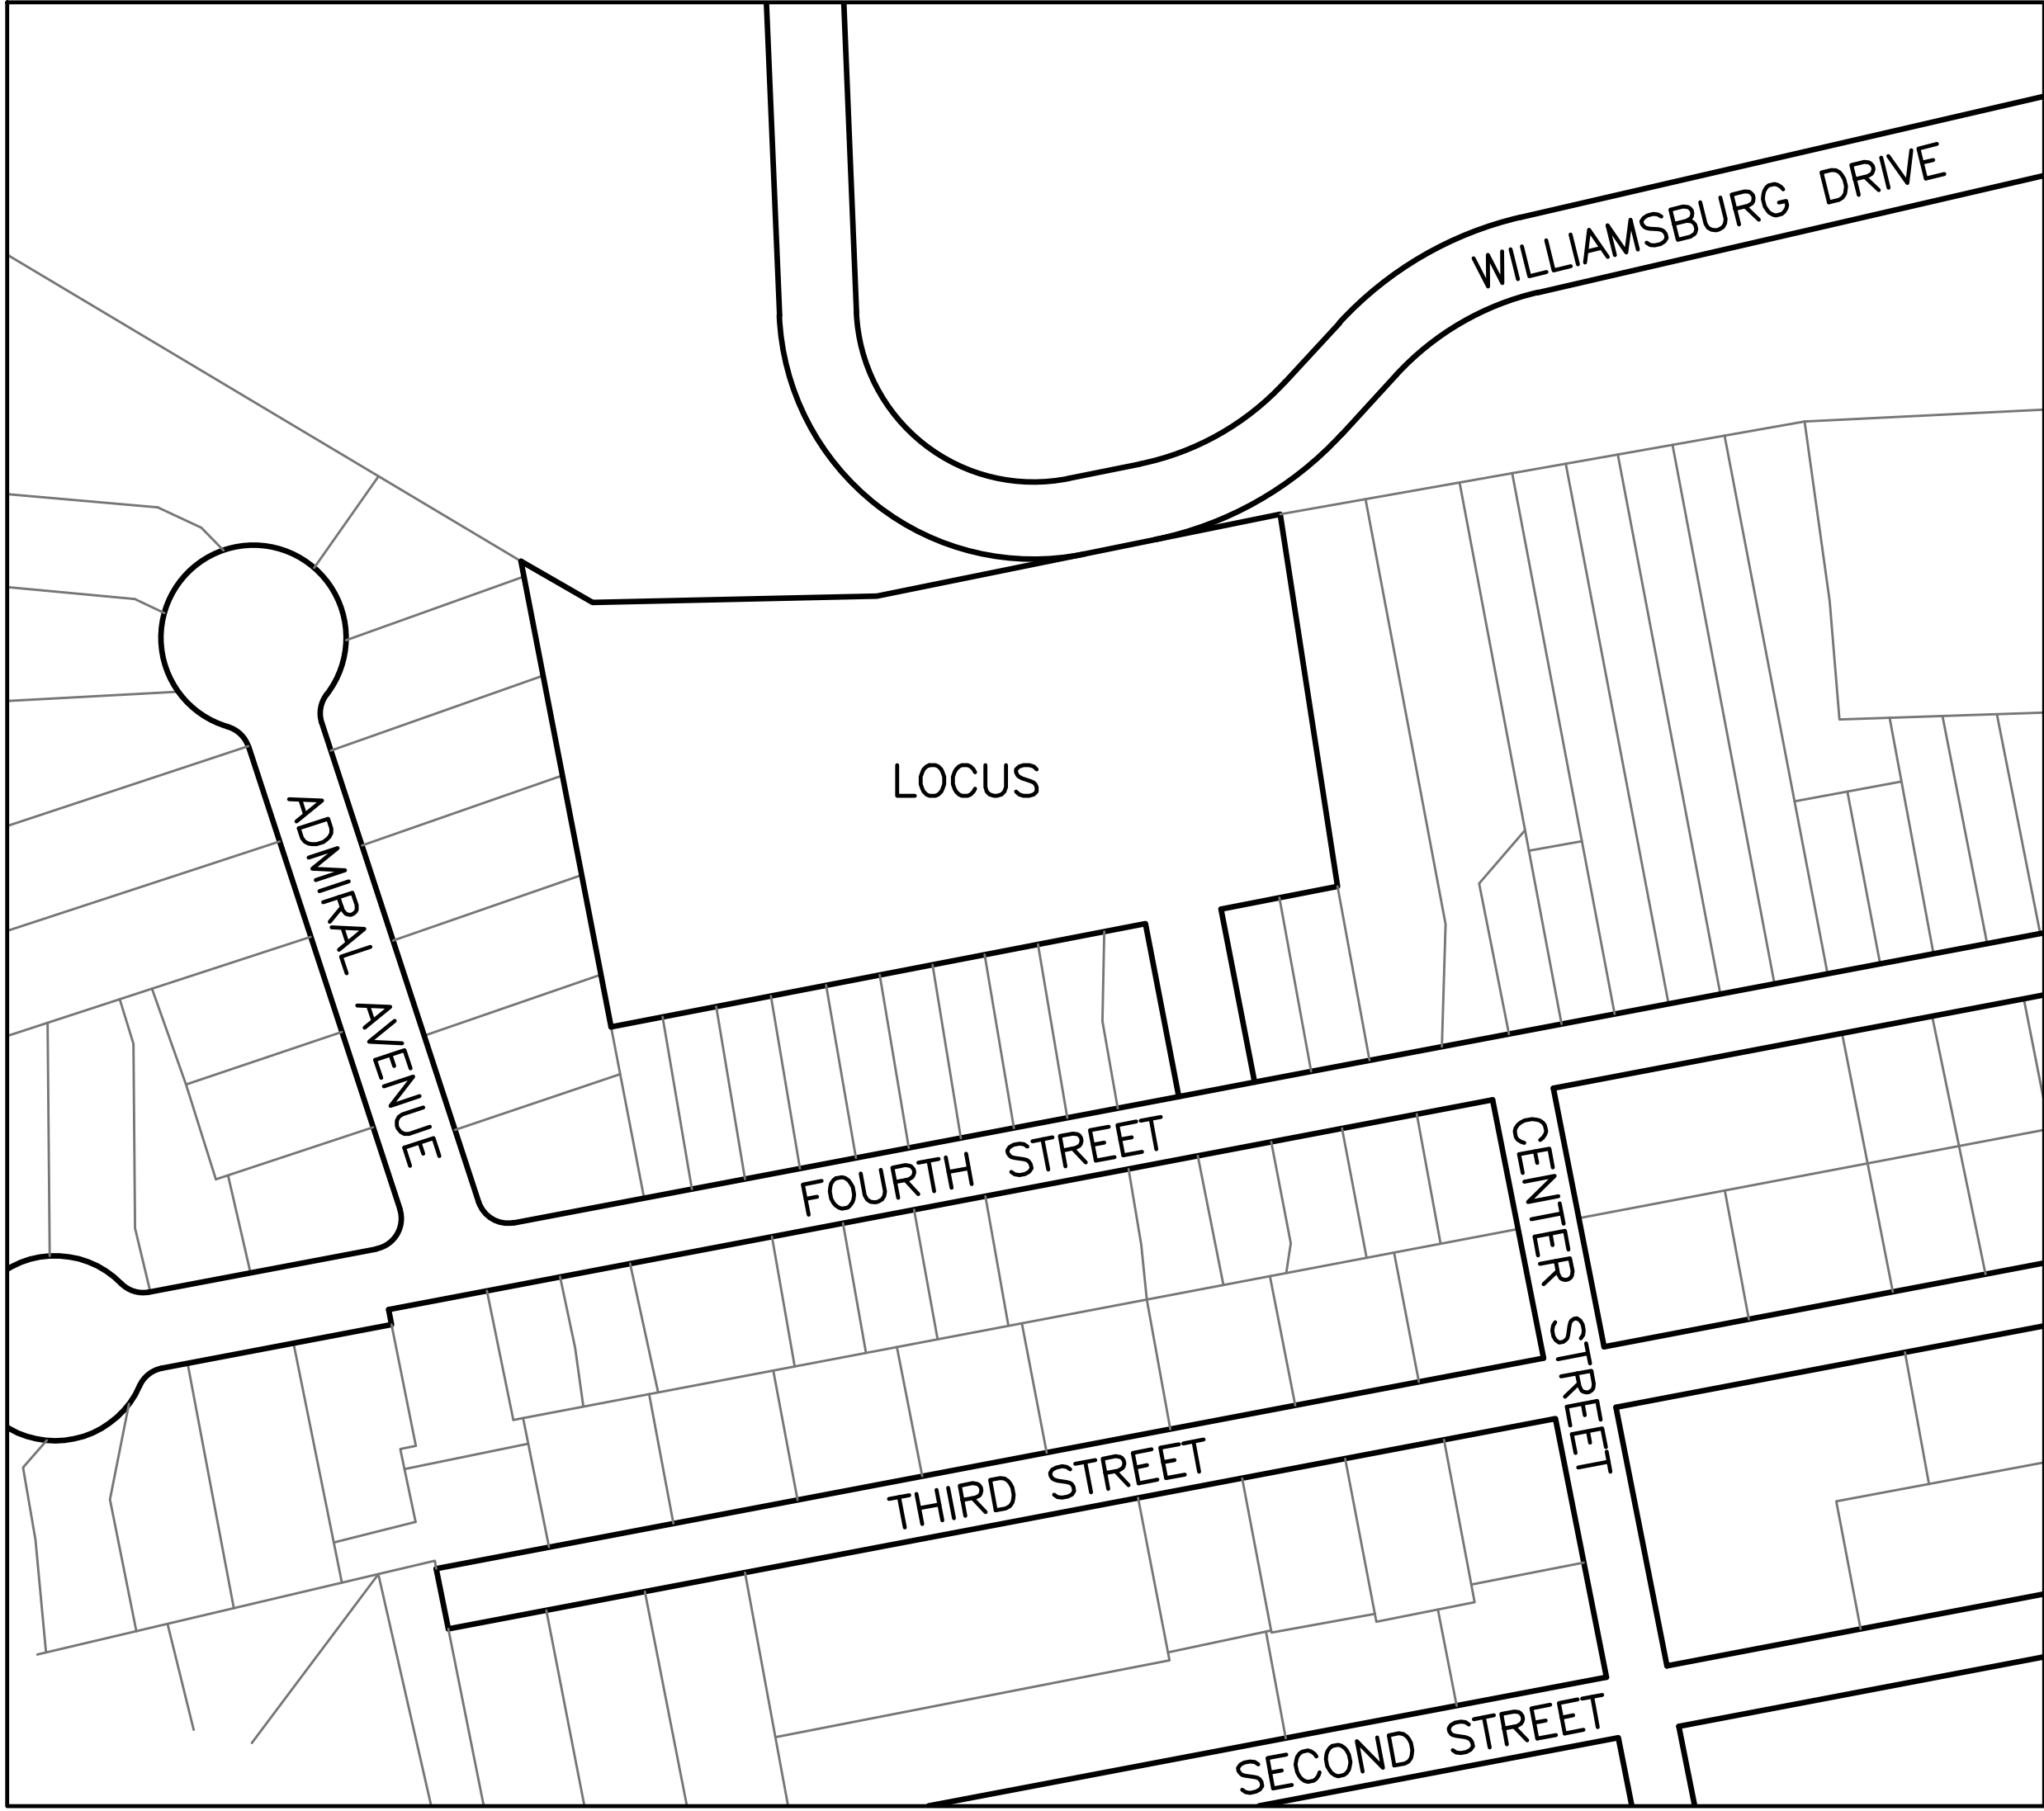 WILLIAMSBURG DRIVE
LOCUS
ADMIRAL AVENUE
FOURTH STREET
CENTER STREET
THIRD STREET
SECOND STREET